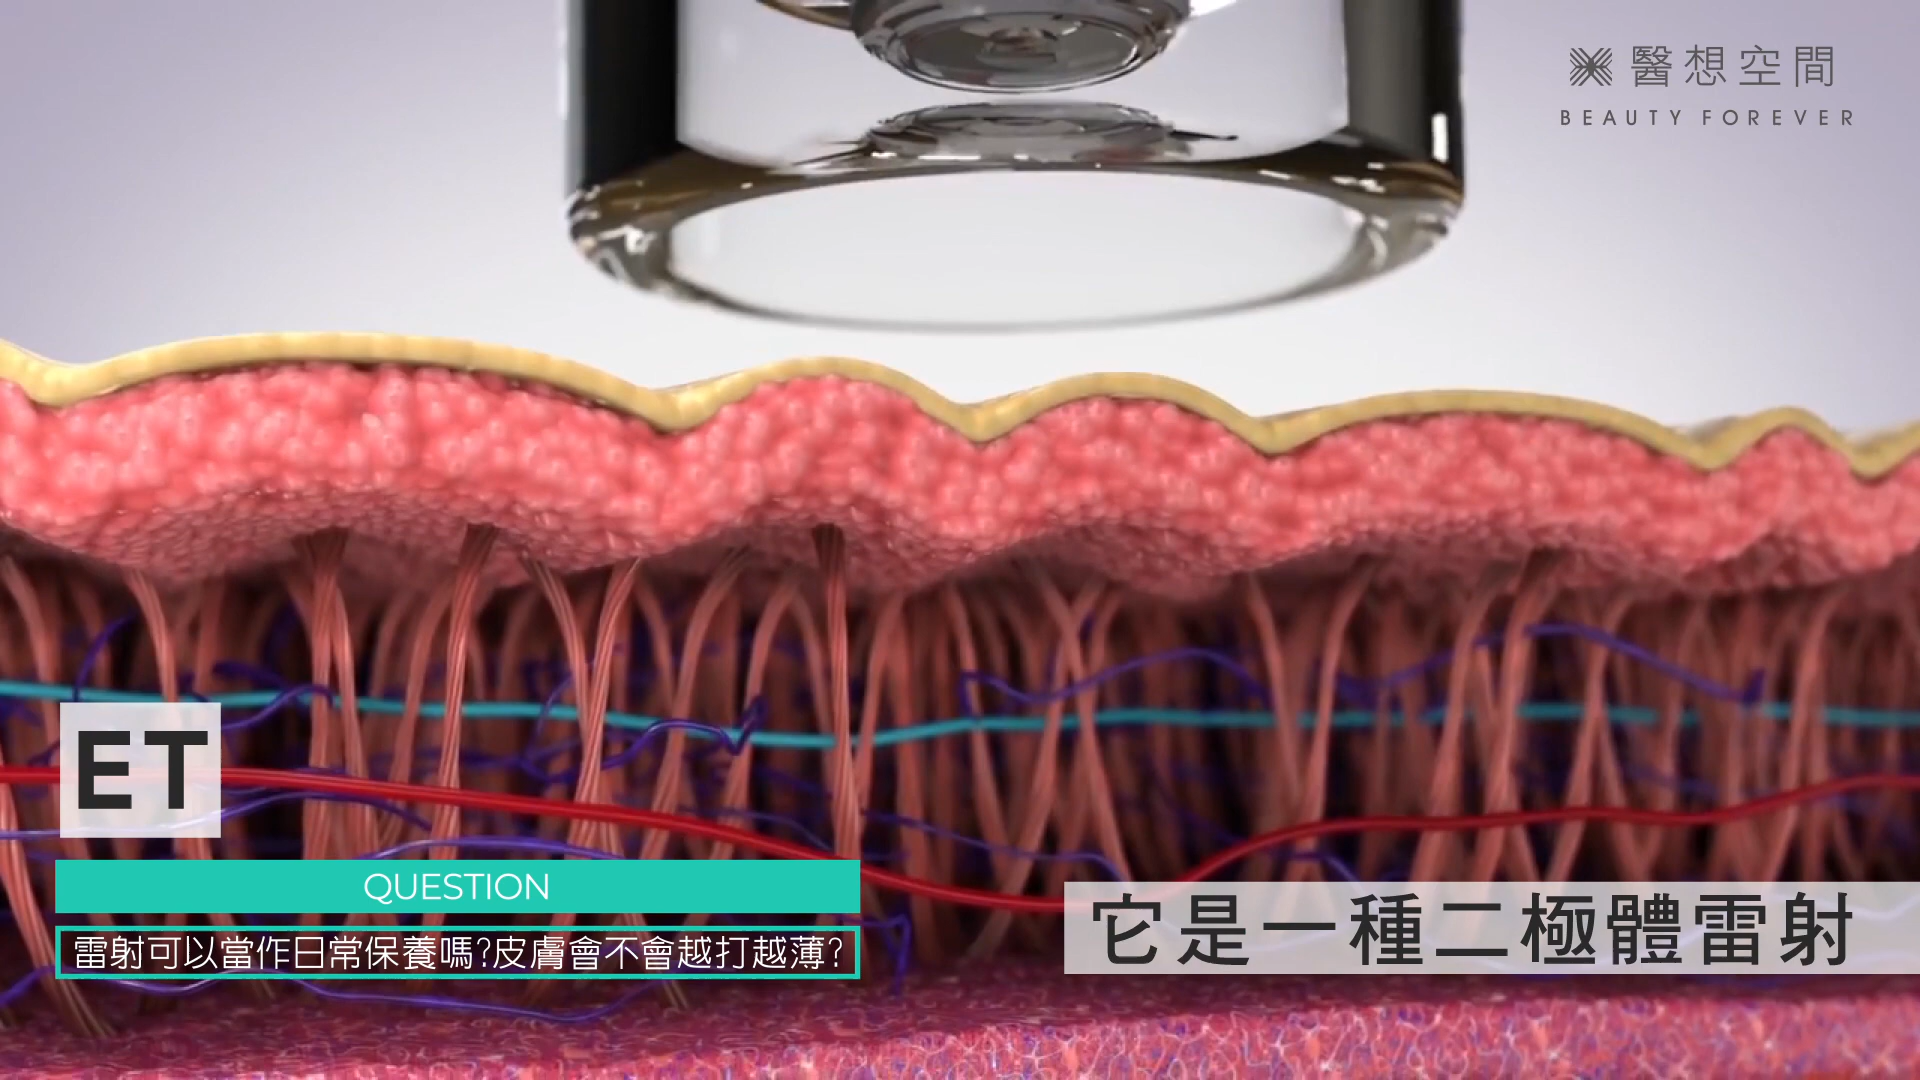 醫想空間
BEAUTY FOREVER
ET
QUESTION
雷射可以當作日常保養嗎?皮膚會不會越打越薄?
它是一種二極體雷射